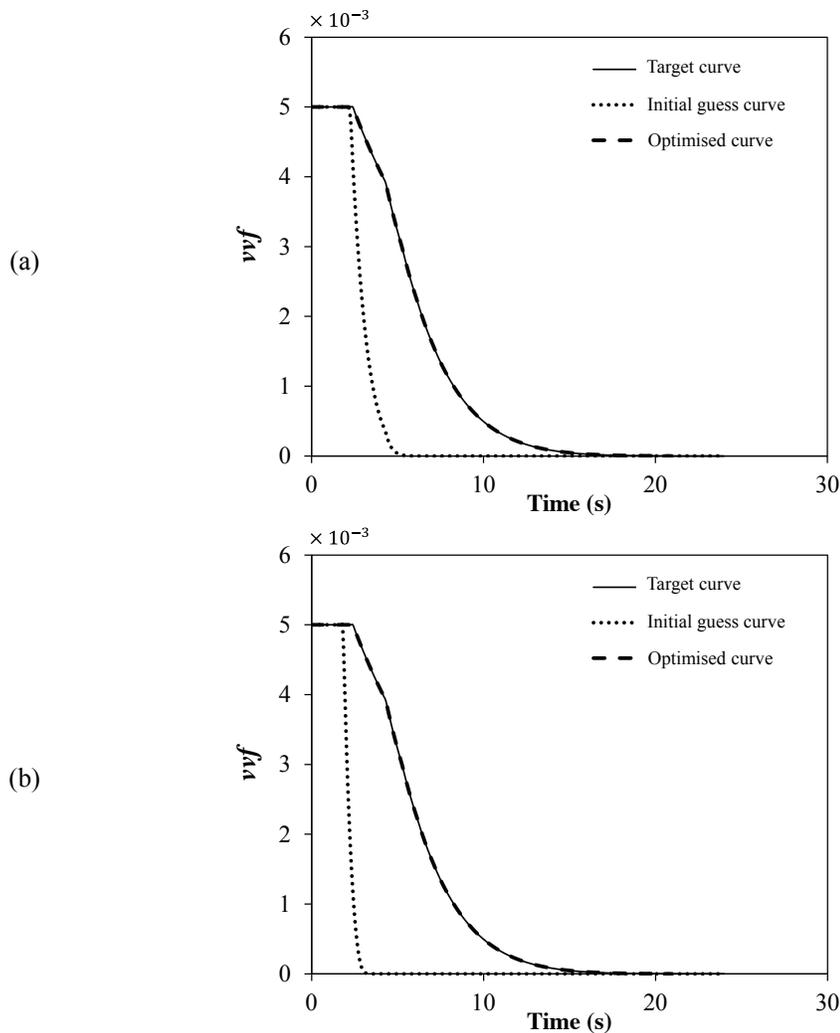 × 10⁻³
6
5
4
3
2
1
0
vvf
(a)
Target curve
Initial guess curve
Optimised curve
0 10 20 30
Time (s)
× 10⁻³
6
5
4
3
2
1
0
vvf
(b)
Target curve
Initial guess curve
Optimised curve
0 10 20 30
Time (s)